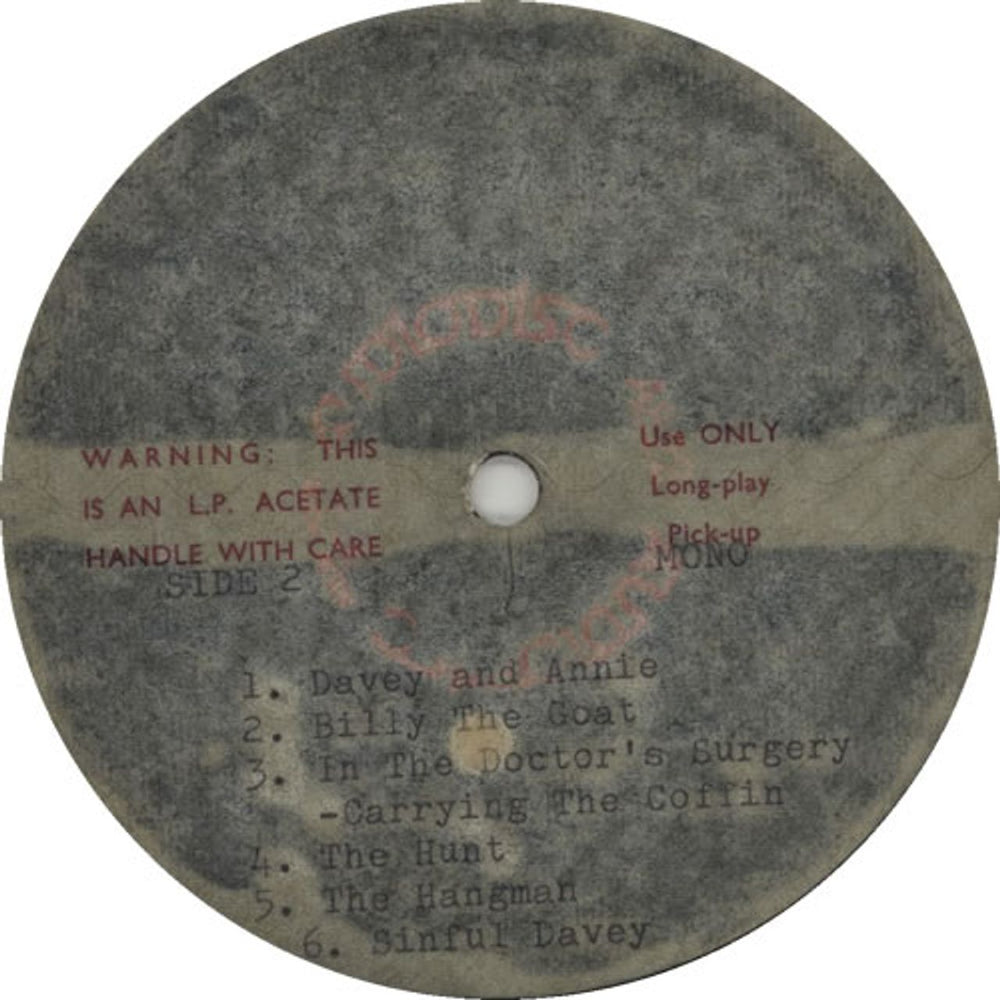 AUDIODISC
WARNING: THIS
IS AN L.P. ACETATE
HANDLE WITH CARE
Use ONLY
Long-play
Pick-up
SIDE 2
MONO
1. Davey and Annie
2. Billy The Goat
3. In The Doctor's Surgery
-Carrying The Coffin
4. The Hunt
5. The Hangman
6. Sinful Davey